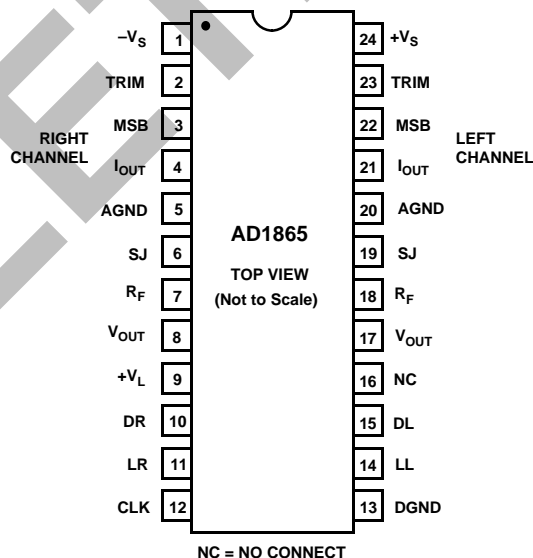 –VS 1 24 +VS
TRIM 2 23 TRIM
MSB 3 22 MSB
RIGHT CHANNEL LEFT CHANNEL
IOUT 4 21 IOUT
AGND 5 20 AGND
AD1865
SJ 6 19 SJ
TOP VIEW
(Not to Scale)
RF 7 18 RF
VOUT 8 17 VOUT
+VL 9 16 NC
DR 10 15 DL
LR 11 14 LL
CLK 12 13 DGND
NC = NO CONNECT